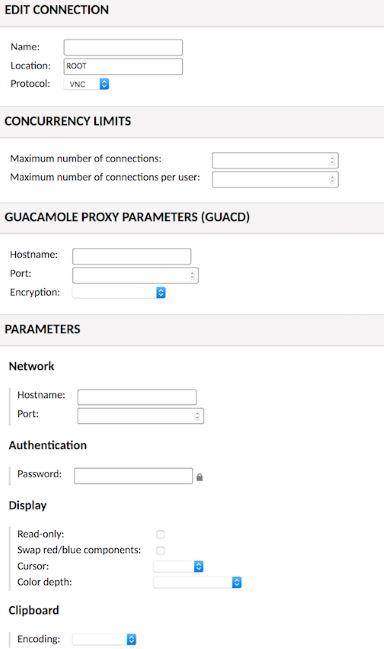 EDIT CONNECTION
Name:
Location: ROOT
Protocol: VNC
CONCURRENCY LIMITS
Maximum number of connections:
Maximum number of connections per user:
GUACAMOLE PROXY PARAMETERS (GUACD)
Hostname:
Port:
Encryption:
PARAMETERS
Network
Hostname:
Port:
Authentication
Password:
Display
Read-only:
Swap red/blue components:
Cursor:
Color depth:
Clipboard
Encoding: